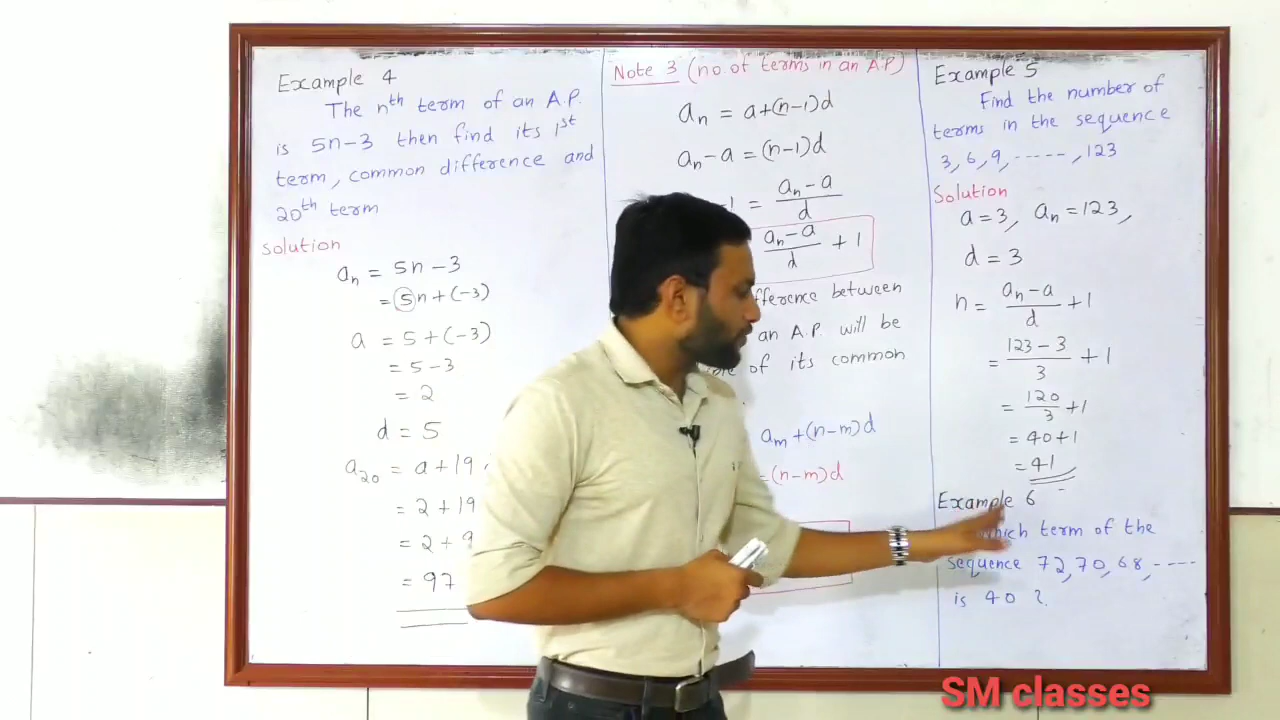 Example 4
The nth term of an A.P.
is 5n-3 then find its 1st
term, common difference and
20th term
solution
an = 5n-3
= 5n+(-3)
a = 5+(-3)
= 5-3
= 2
d = 5
a20 = a+19
= 2+19
= 2+9
= 97
Note 3 (no.of terms in an A.P)
an = a+(n-1)d
an-a = (n-1)d
-1 = an-a / d
an-a / d + 1
between
an A.P. will be
of its common
am+(n-m)d
=(n-m)d
Example 5
Find the number of
terms in the sequence
3,6,9,-----,123
Solution
a=3, an=123,
d = 3
n = an-a / d +1
= 123-3 / 3 +1
= 120 / 3 +1
= 40+1
= 41
Example 6
which term of the
sequence 72,70,68,-----
is 40 ?
SM classes